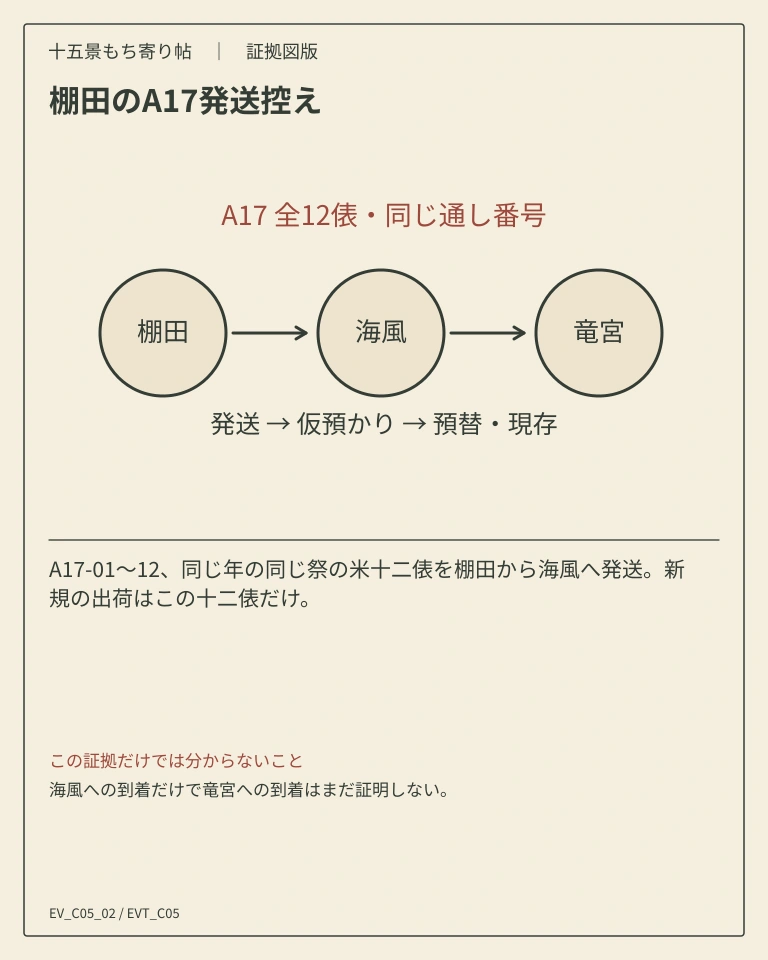 十五景もち寄り帖 ｜ 証拠図版
棚田のA17発送控え
A17 全12俵・同じ通し番号
棚田 海風 竜宮
発送 → 仮預かり → 預替・現存
A17-01〜12、同じ年の同じ祭の米十二俵を棚田から海風へ発送。新
規の出荷はこの十二俵だけ。
この証拠だけでは分からないこと
海風への到着だけで竜宮への到着はまだ証明しない。
EV_C05_02 / EVT_C05